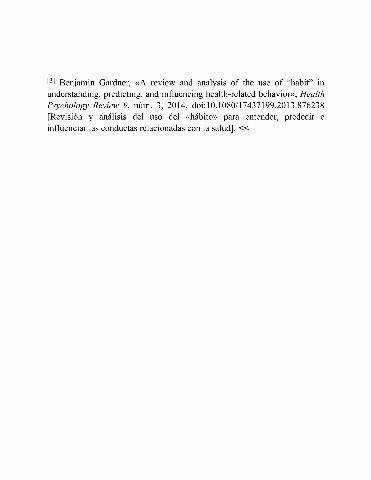 [3] Benjamin Gardner, «A review and analysis of the use of “habit” in
understanding, predicting, and influencing health-related behavior», Health
Psychology Review 9, núm. 3, 2014, doi:10.1080/17437199.2013.876238
[Revisión y análisis del uso del «hábito» para entender, predecir e
influenciar las conductas relacionadas con la salud]. <<